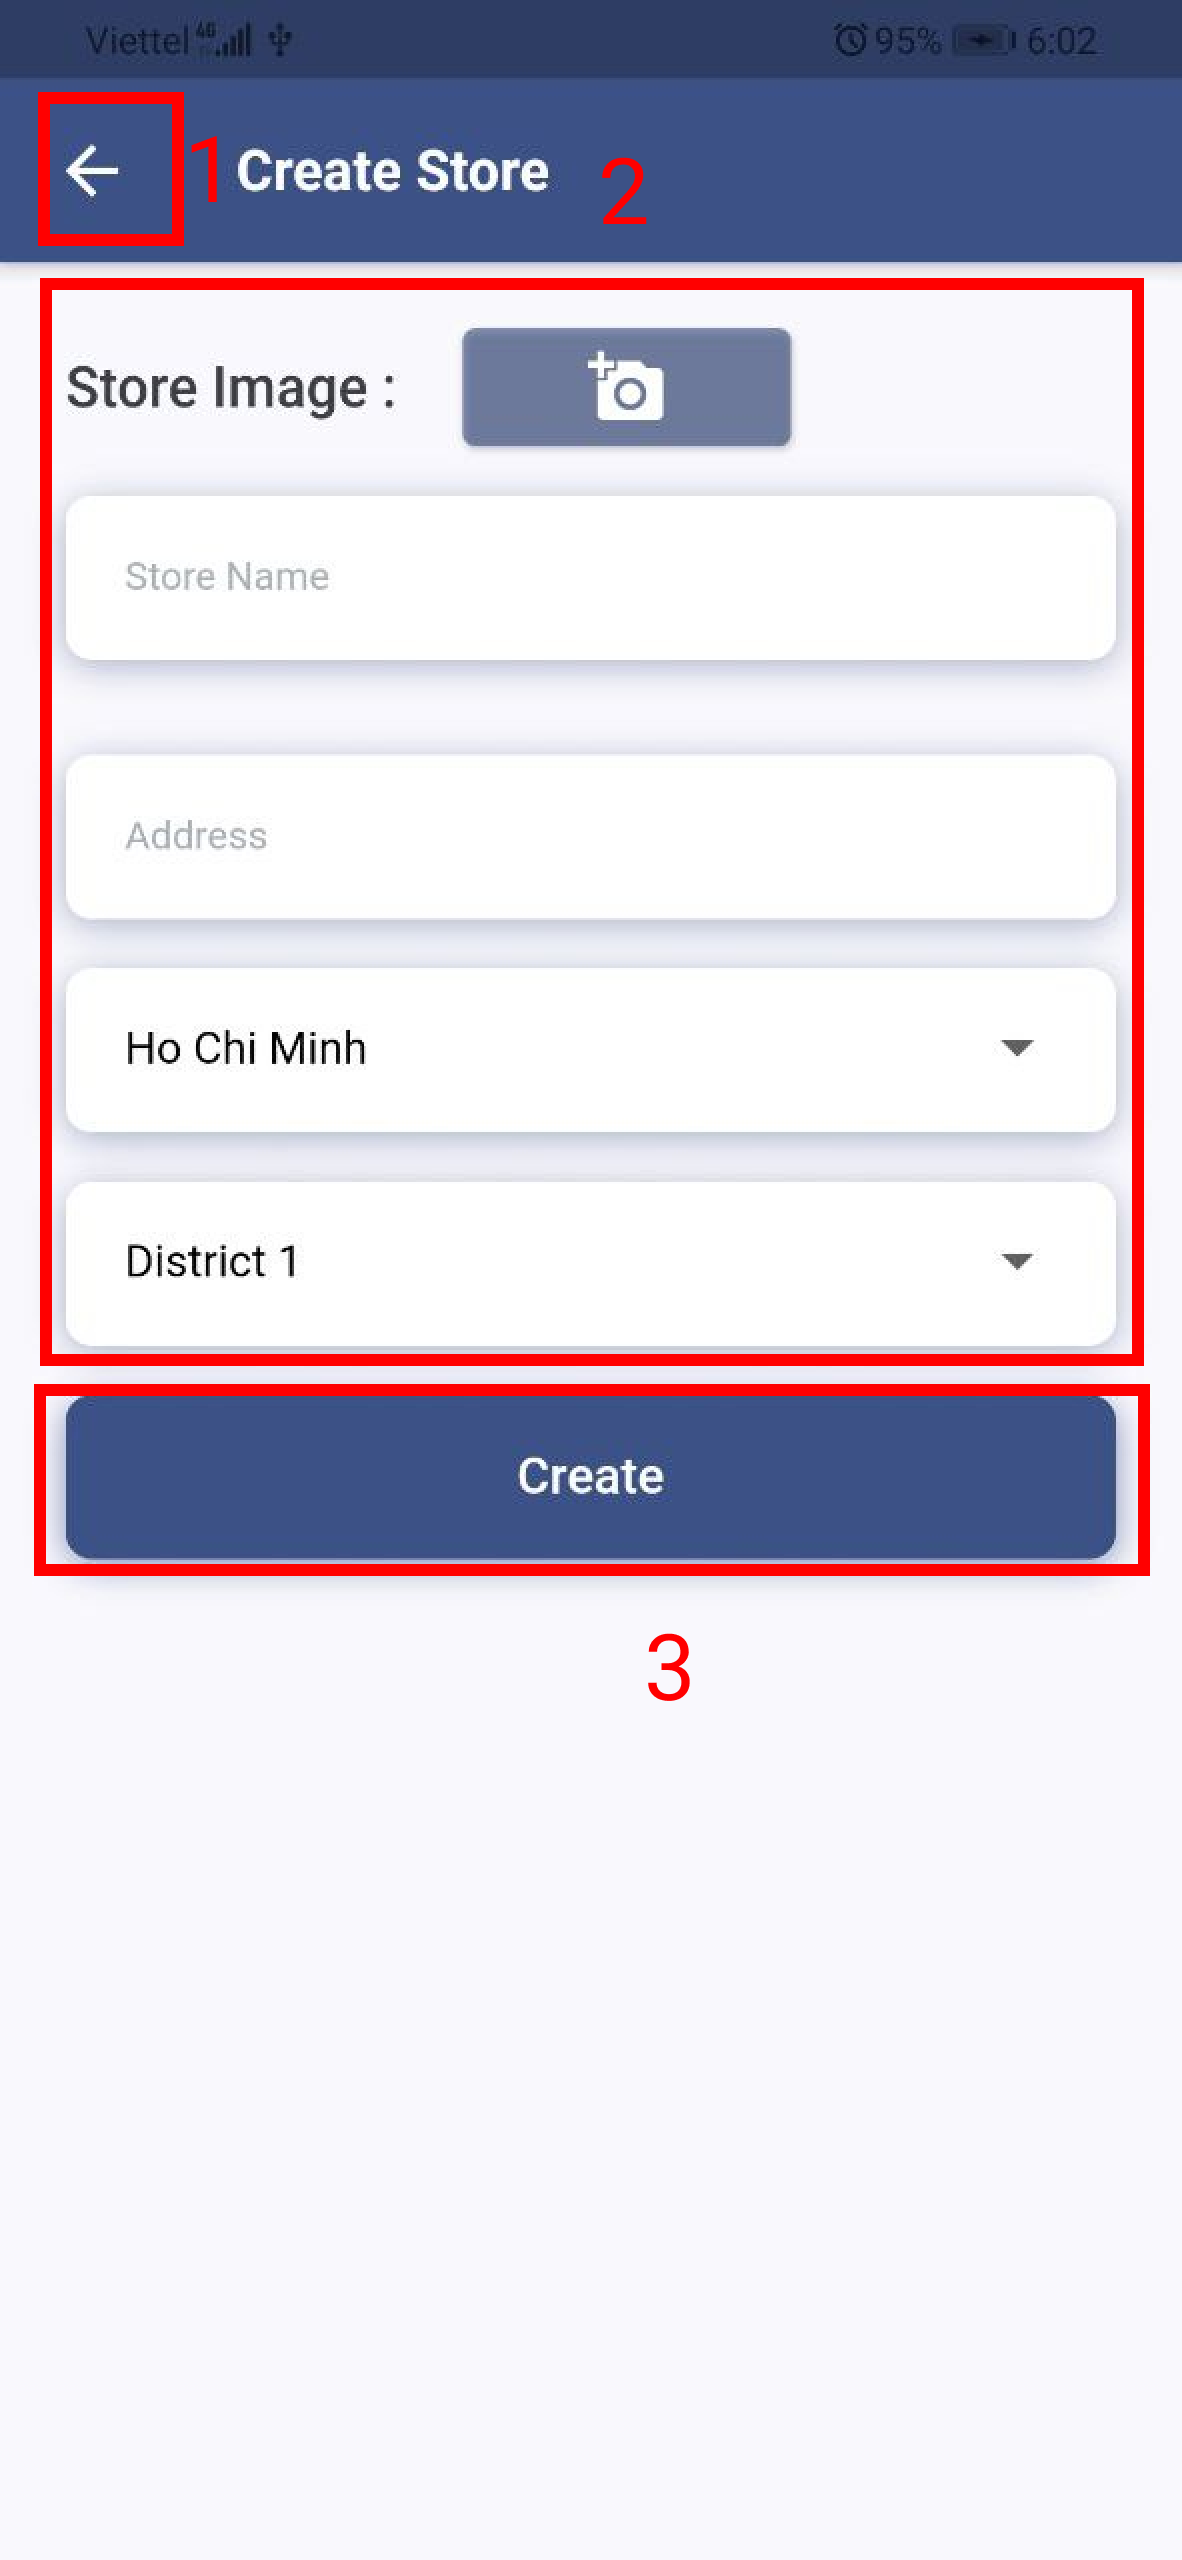 Viettel 4G 95% 6:02
1 Create Store 2
Store Image :
Store Name
Address
Ho Chi Minh
District 1
Create
3